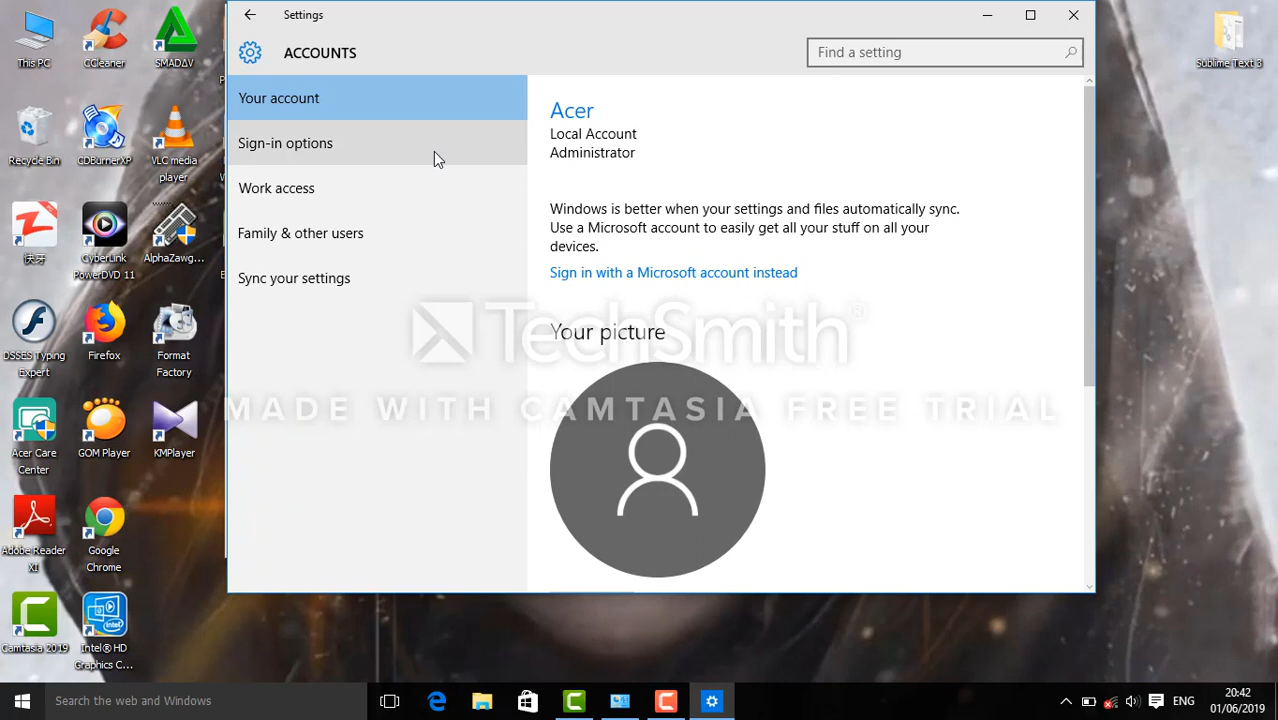 Settings
ACCOUNTS
Find a setting
Your account
Sign-in options
Work access
Family & other users
Sync your settings
Acer
Local Account
Administrator
Windows is better when your settings and files automatically sync.
Use a Microsoft account to easily get all your stuff on all your
devices.
Sign in with a Microsoft account instead
Your picture
TechSmith®
MADE WITH CAMTASIA FREE TRIAL
This PC
CCleaner
SMADAV
Sublime Text 3
Recycle Bin
CDBurnerXP
VLC media
player
快牙
CyberLink
PowerDVD 11
AlphaZawg...
DSSES Typing
Expert
Firefox
Format
Factory
Acer Care
Center
GOM Player
KMPlayer
Adobe Reader
XI
Google
Chrome
Camtasia 2019
Intel® HD
Graphics C...
Search the web and Windows
ENG
20:42
01/06/2019